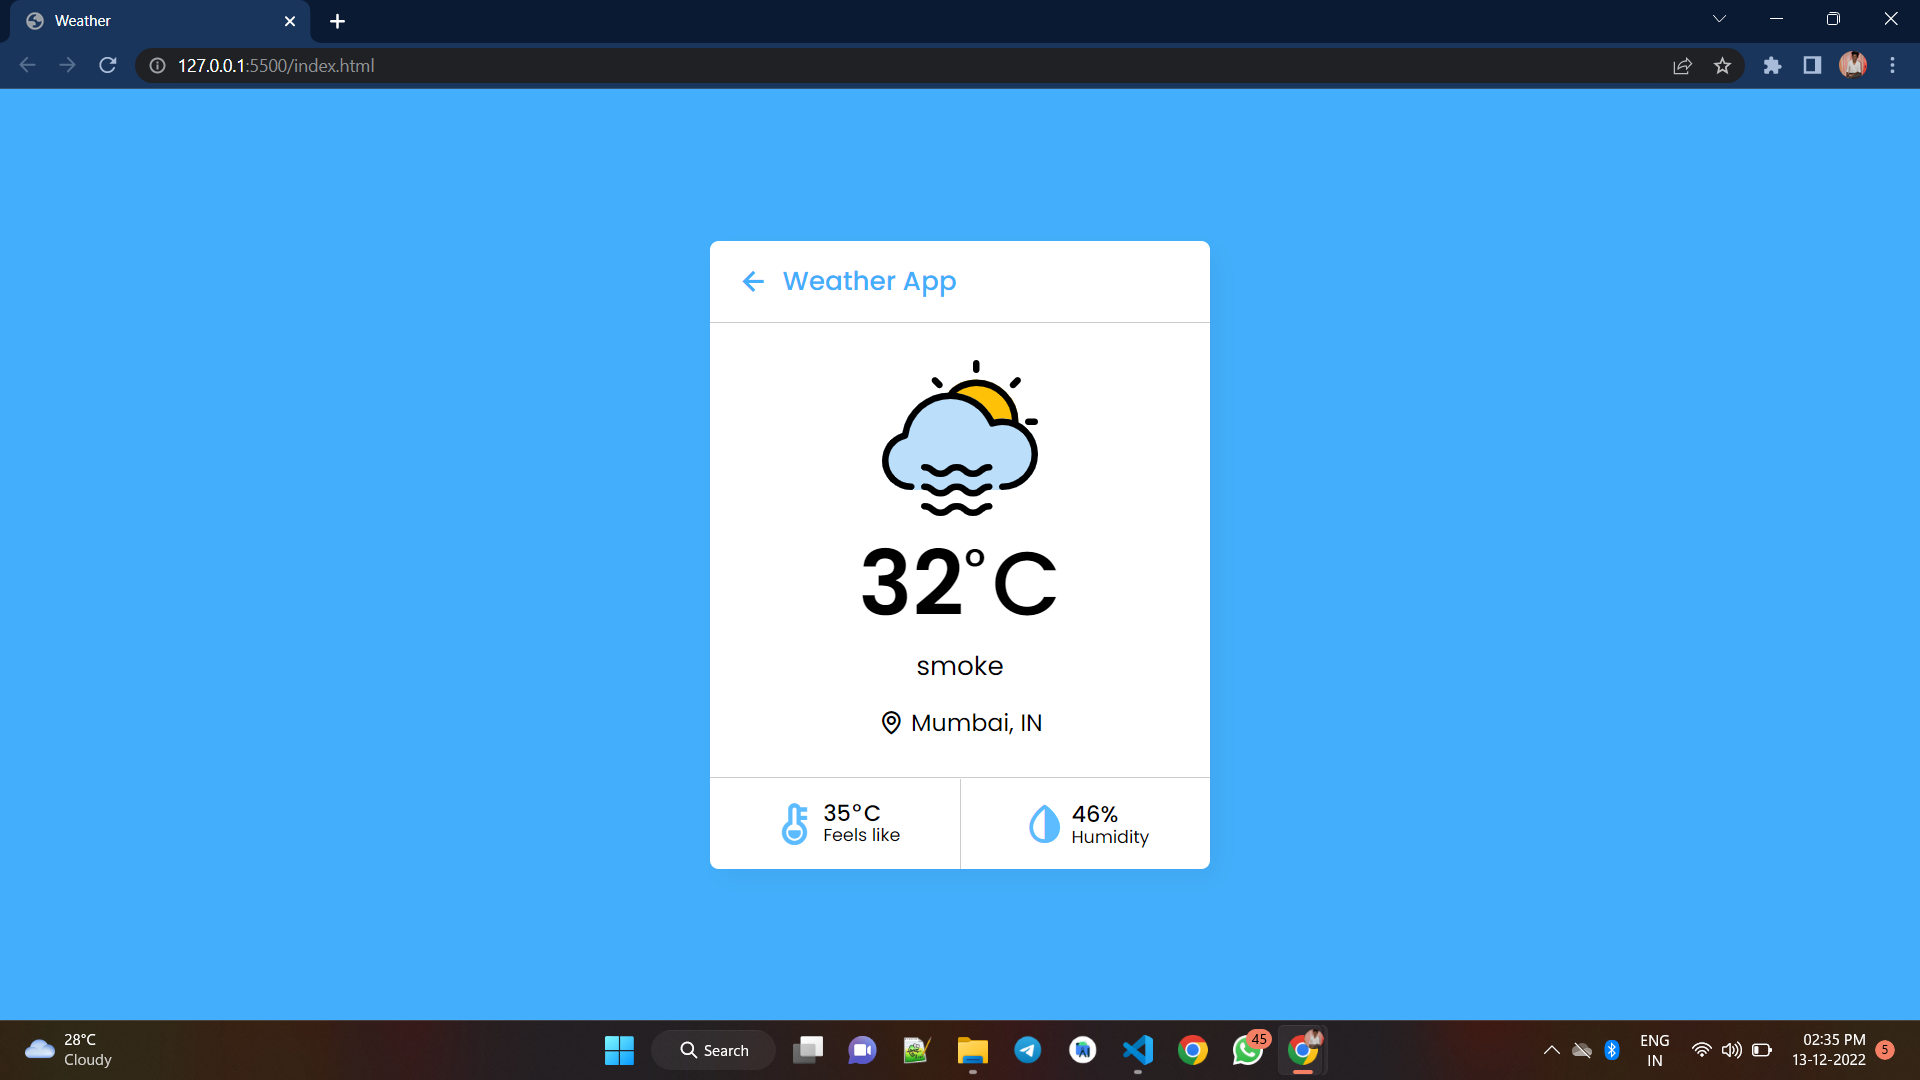 Weather
127.0.0.1:5500/index.html
Weather App
32°C
smoke
Mumbai, IN
35°C
Feels like
46%
Humidity
28°C
Cloudy
Search
45
ENG
IN
02:35 PM
13-12-2022
5